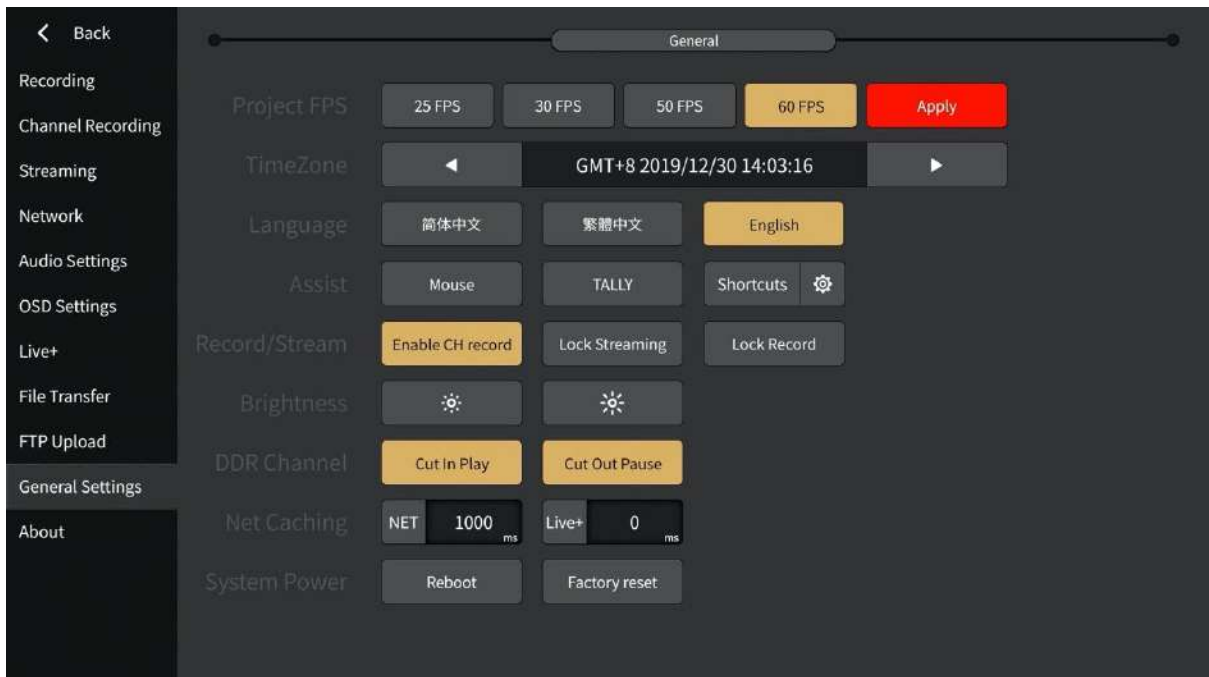 Back
Recording
Channel Recording
Streaming
Network
Audio Settings
OSD Settings
Live+
File Transfer
FTP Upload
General Settings
About
General
Project FPS 25 FPS 30 FPS 50 FPS 60 FPS Apply
TimeZone GMT+8 2019/12/30 14:03:16
Language 简体中文 繁體中文 English
Assist Mouse TALLY Shortcuts
Record/Stream Enable CH record Lock Streaming Lock Record
Brightness
DDR Channel Cut In Play Cut Out Pause
Net Caching NET 1000 ms Live+ 0 ms
System Power Reboot Factory reset